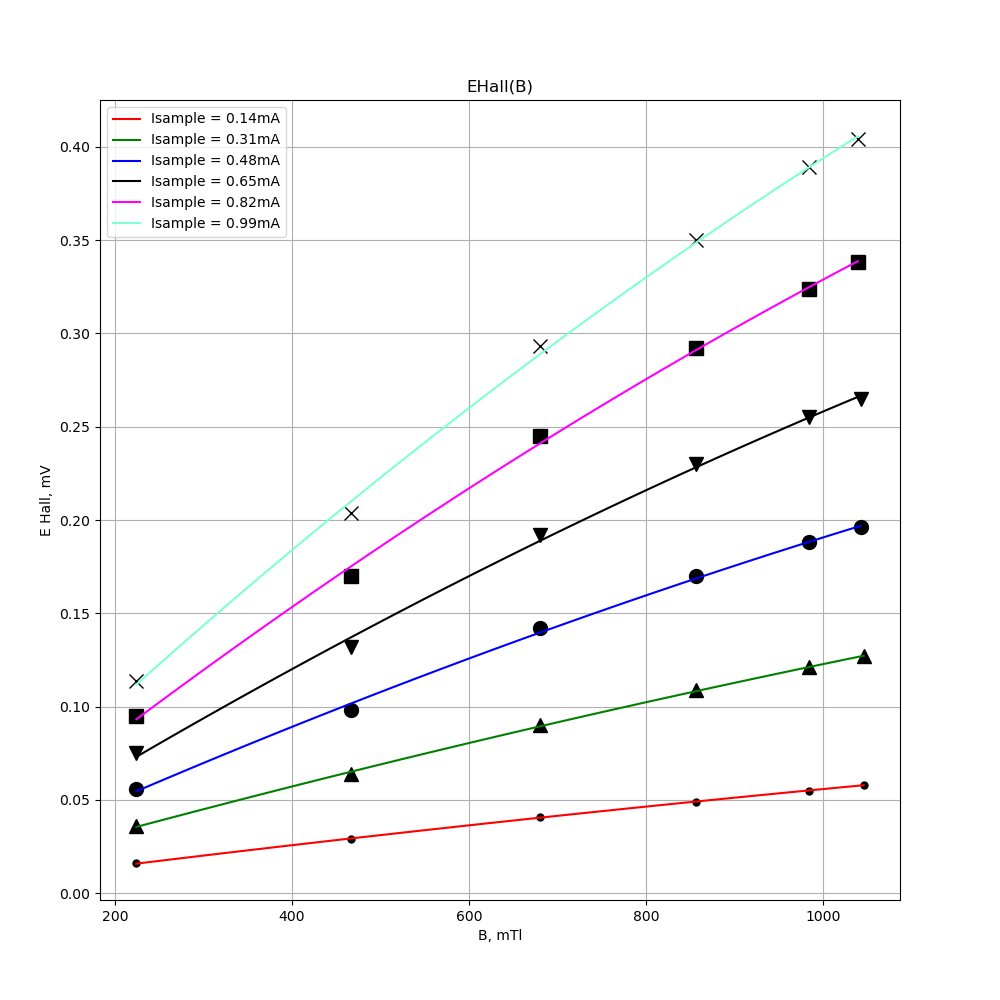 EHall(B)
Isample = 0.14mA
Isample = 0.31mA
Isample = 0.48mA
Isample = 0.65mA
Isample = 0.82mA
Isample = 0.99mA
0.40
0.35
0.30
0.25
0.20
0.15
0.10
0.05
0.00
E Hall, mV
200 400 600 800 1000
B, mTl